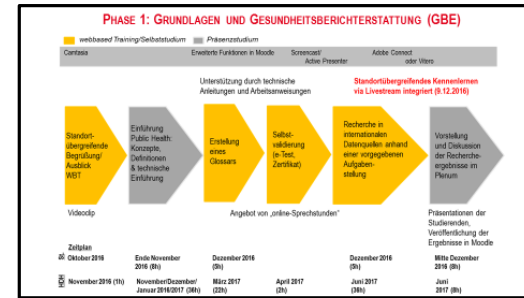 PHASE 1: GRUNDLAGEN UND GESUNDHEITSBERICHTERSTATTUNG (GBE)
webbased Training/Selbststudium
Präsenzstudium
Camtasia
Erweiterte Funktionen in Moodle
Screencast/
Active Presenter
Adobe Connect
oder Vitero
Unterstützung durch technische
Anleitungen und Arbeitsanweisungen
Standortübergreifendes Kennenlernen
via Livestream integriert (9.12.2016)
Standort-
übergreifende
Begrüßung/
Ausblick
WBT
Einführung
Public Health:
Konzepte,
Definitionen
& technische
Einführung
Erstellung
eines
Glossars
Selbst-
validierung
(e-Test,
Zertifikat)
Recherche in
internationalen
Datenquellen anhand
einer vorgegebenen
Aufgaben-
stellung
Vorstellung
und Diskussion
der Recherche-
ergebnisse im
Plenum
Videoclip
Angebot von „online-Sprechstunden“
Präsentationen der
Studierenden,
Veröffentlichung der
Ergebnisse in Moodle
Zeitplan
Oktober 2016
Ende November
2016 (8h)
Dezember 2016
(5h)
Dezember 2016
(5h)
Mitte Dezember
2016 (8h)
November 2016 (1h)
November/Dezember/
Januar 2016/2017 (36h)
März 2017
(22h)
April 2017
(2h)
Juni 2017
(36h)
Juni
2017 (8h)